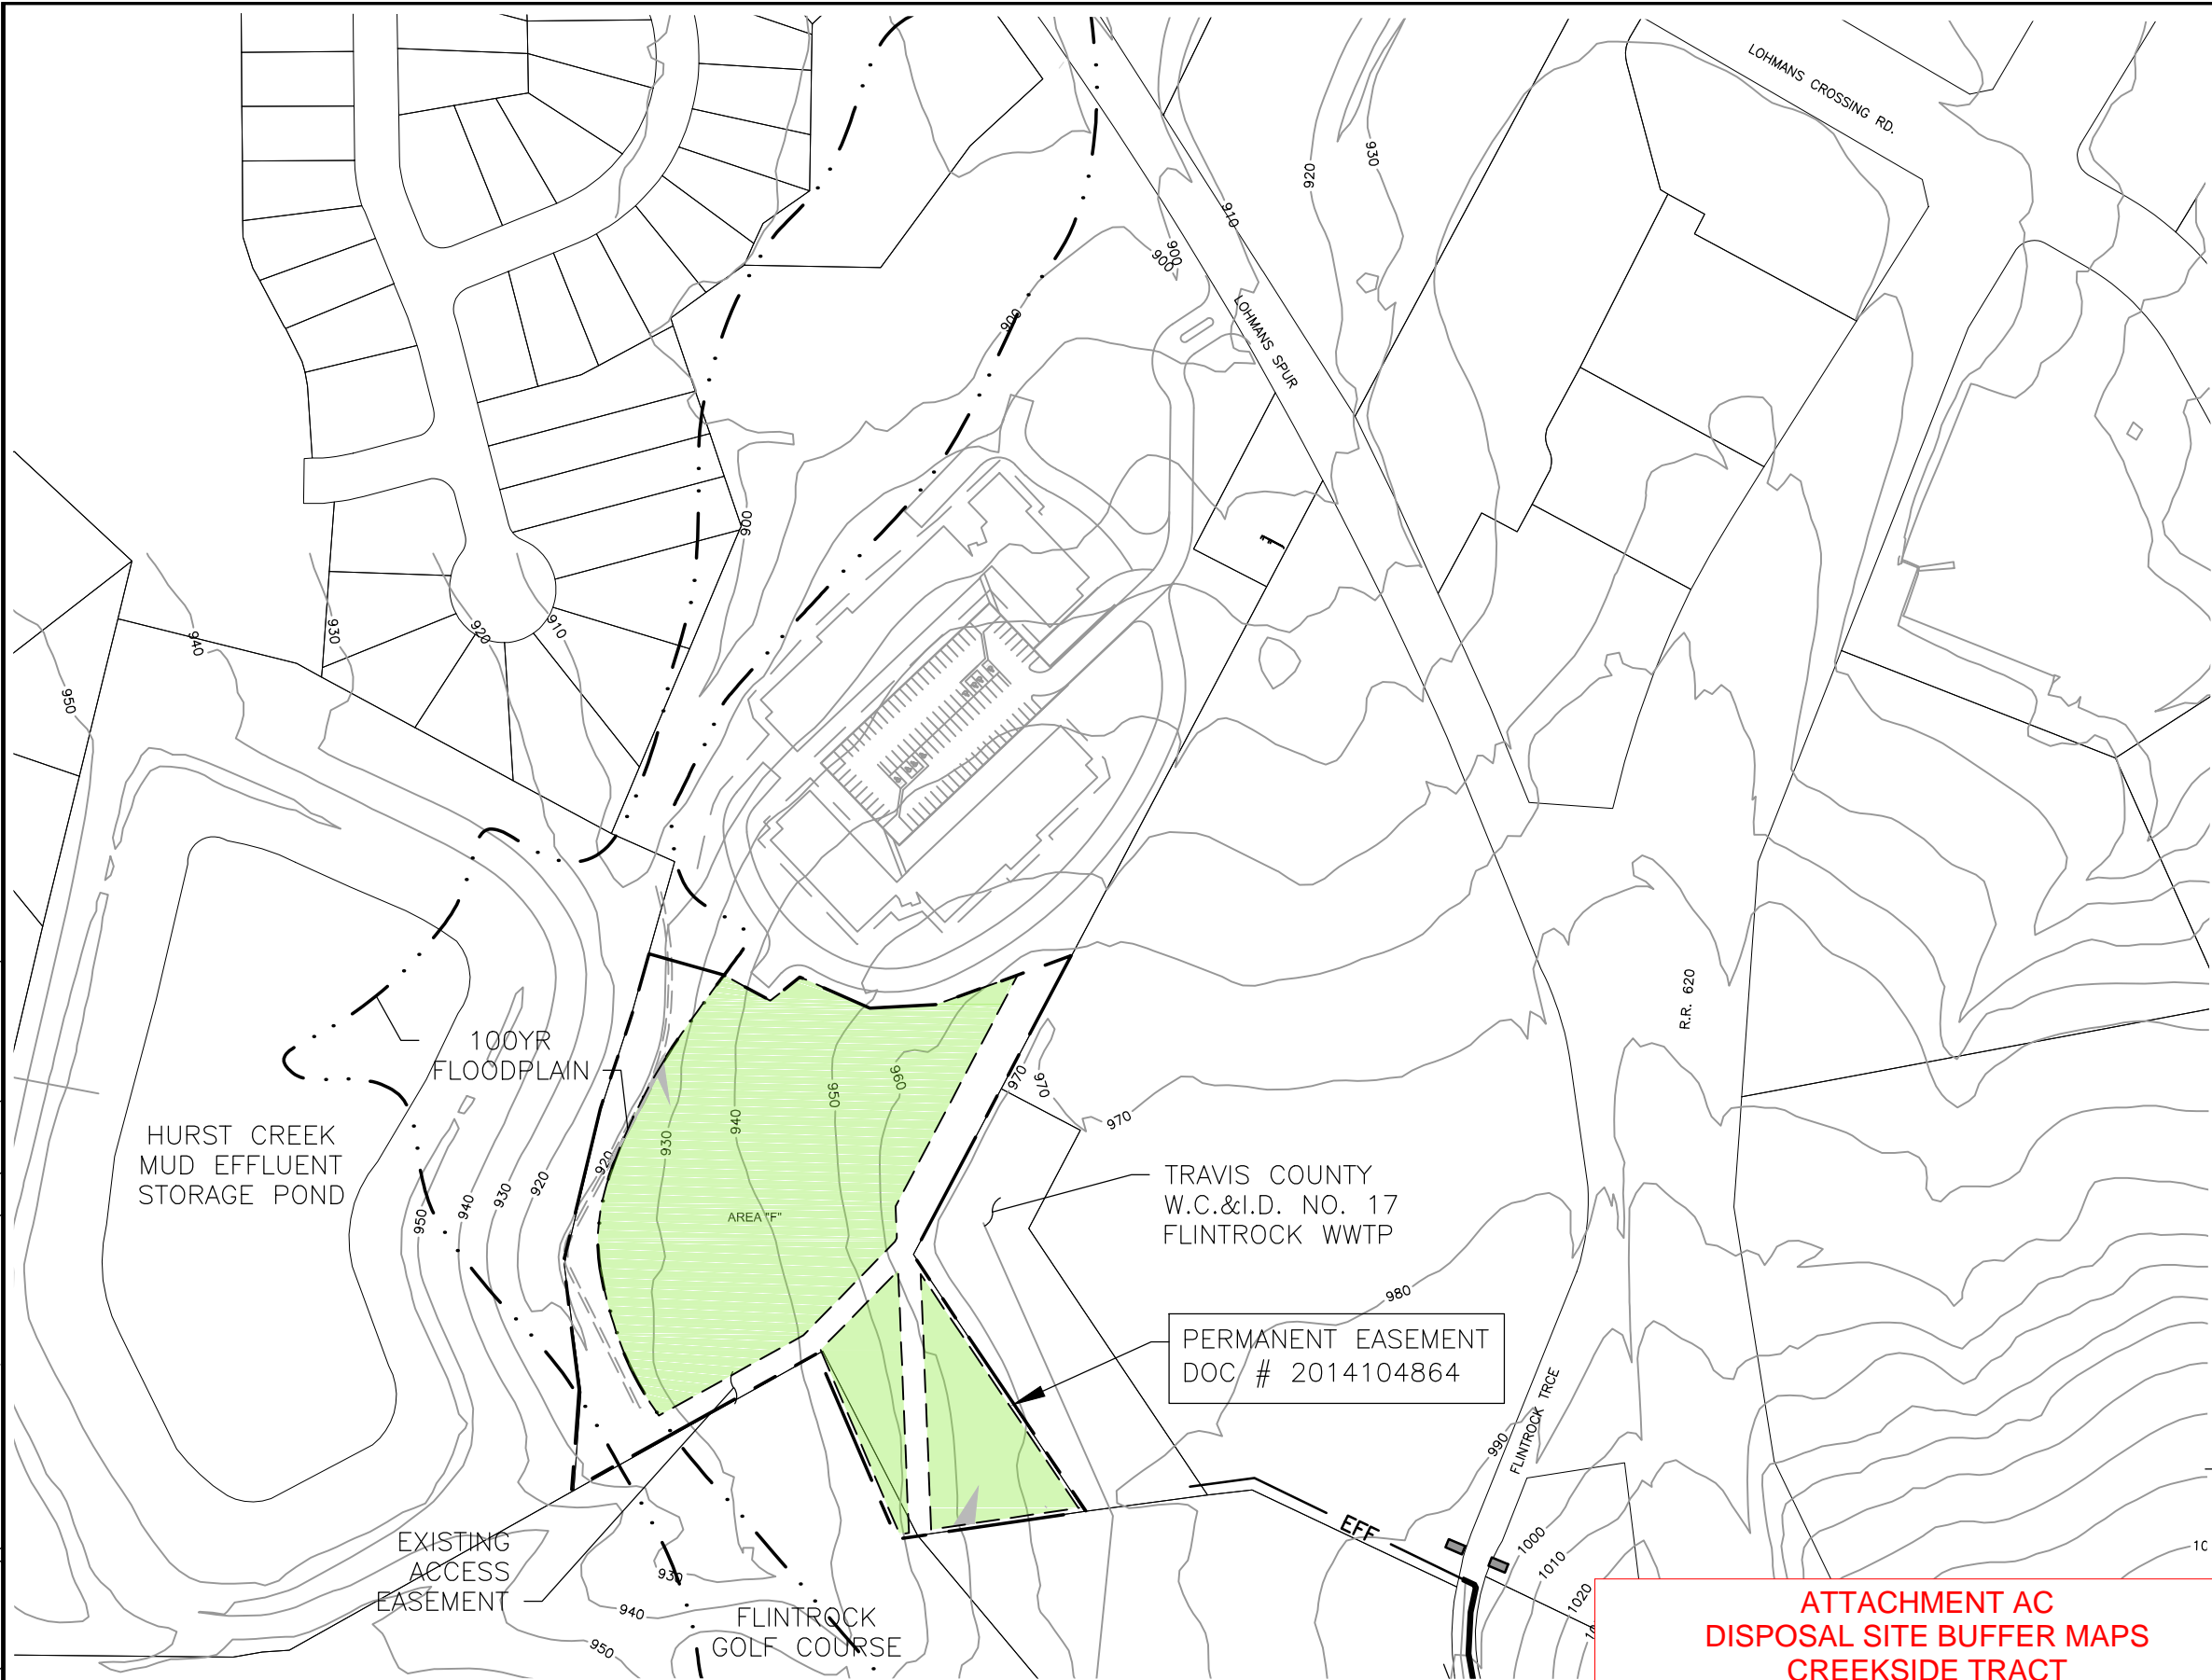 LOHMANS CROSSING RD.
920
930
910
900
900
900
LOHMANS SPUR
900
940
930
920
910
950
R.R. 620
100YR
FLOODPLAIN
HURST CREEK
MUD EFFLUENT
STORAGE POND
950
940
930
920
920
930
940
950
960
970
970
970
AREA "F"
TRAVIS COUNTY
W.C.&I.D. NO. 17
FLINTROCK WWTP
980
PERMANENT EASEMENT
DOC # 2014104864
990
FLINTROCK TRCE
EXISTING
ACCESS
EASEMENT
930
940
950
FLINTROCK
GOLF COURSE
EFF
1000
1010
1020
ATTACHMENT AC
DISPOSAL SITE BUFFER MAPS
CREEKSIDE TRACT